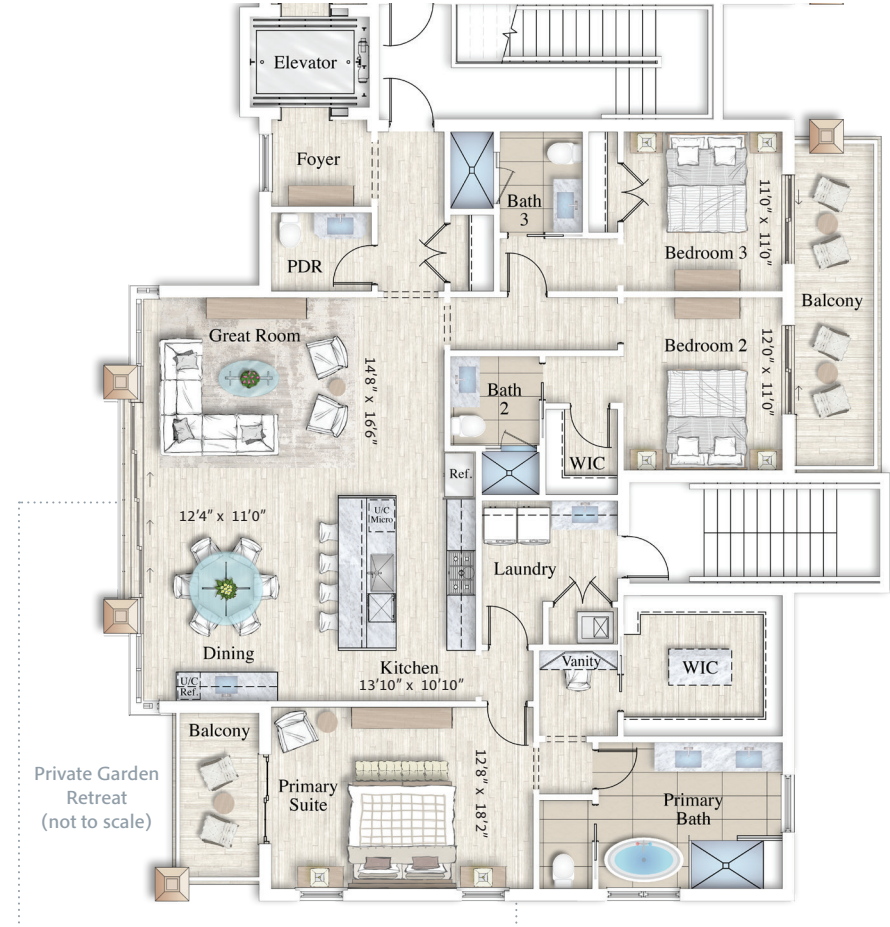 Elevator
Foyer
Bath
3
11'0" x 11'0"
Bedroom 3
PDR
Balcony
Great Room
Bedroom 2
12'0" x 11'0"
14'8" x 16'6"
Bath
2
WIC
Ref.
12'4" x 11'0"
U/C
Micro
Laundry
Dining
Kitchen
13'10" x 10'10"
Vanity
WIC
U/C
Ref.
Balcony
Private Garden
Retreat
(not to scale)
Primary
Suite
12'8" x 18'2"
Primary
Bath